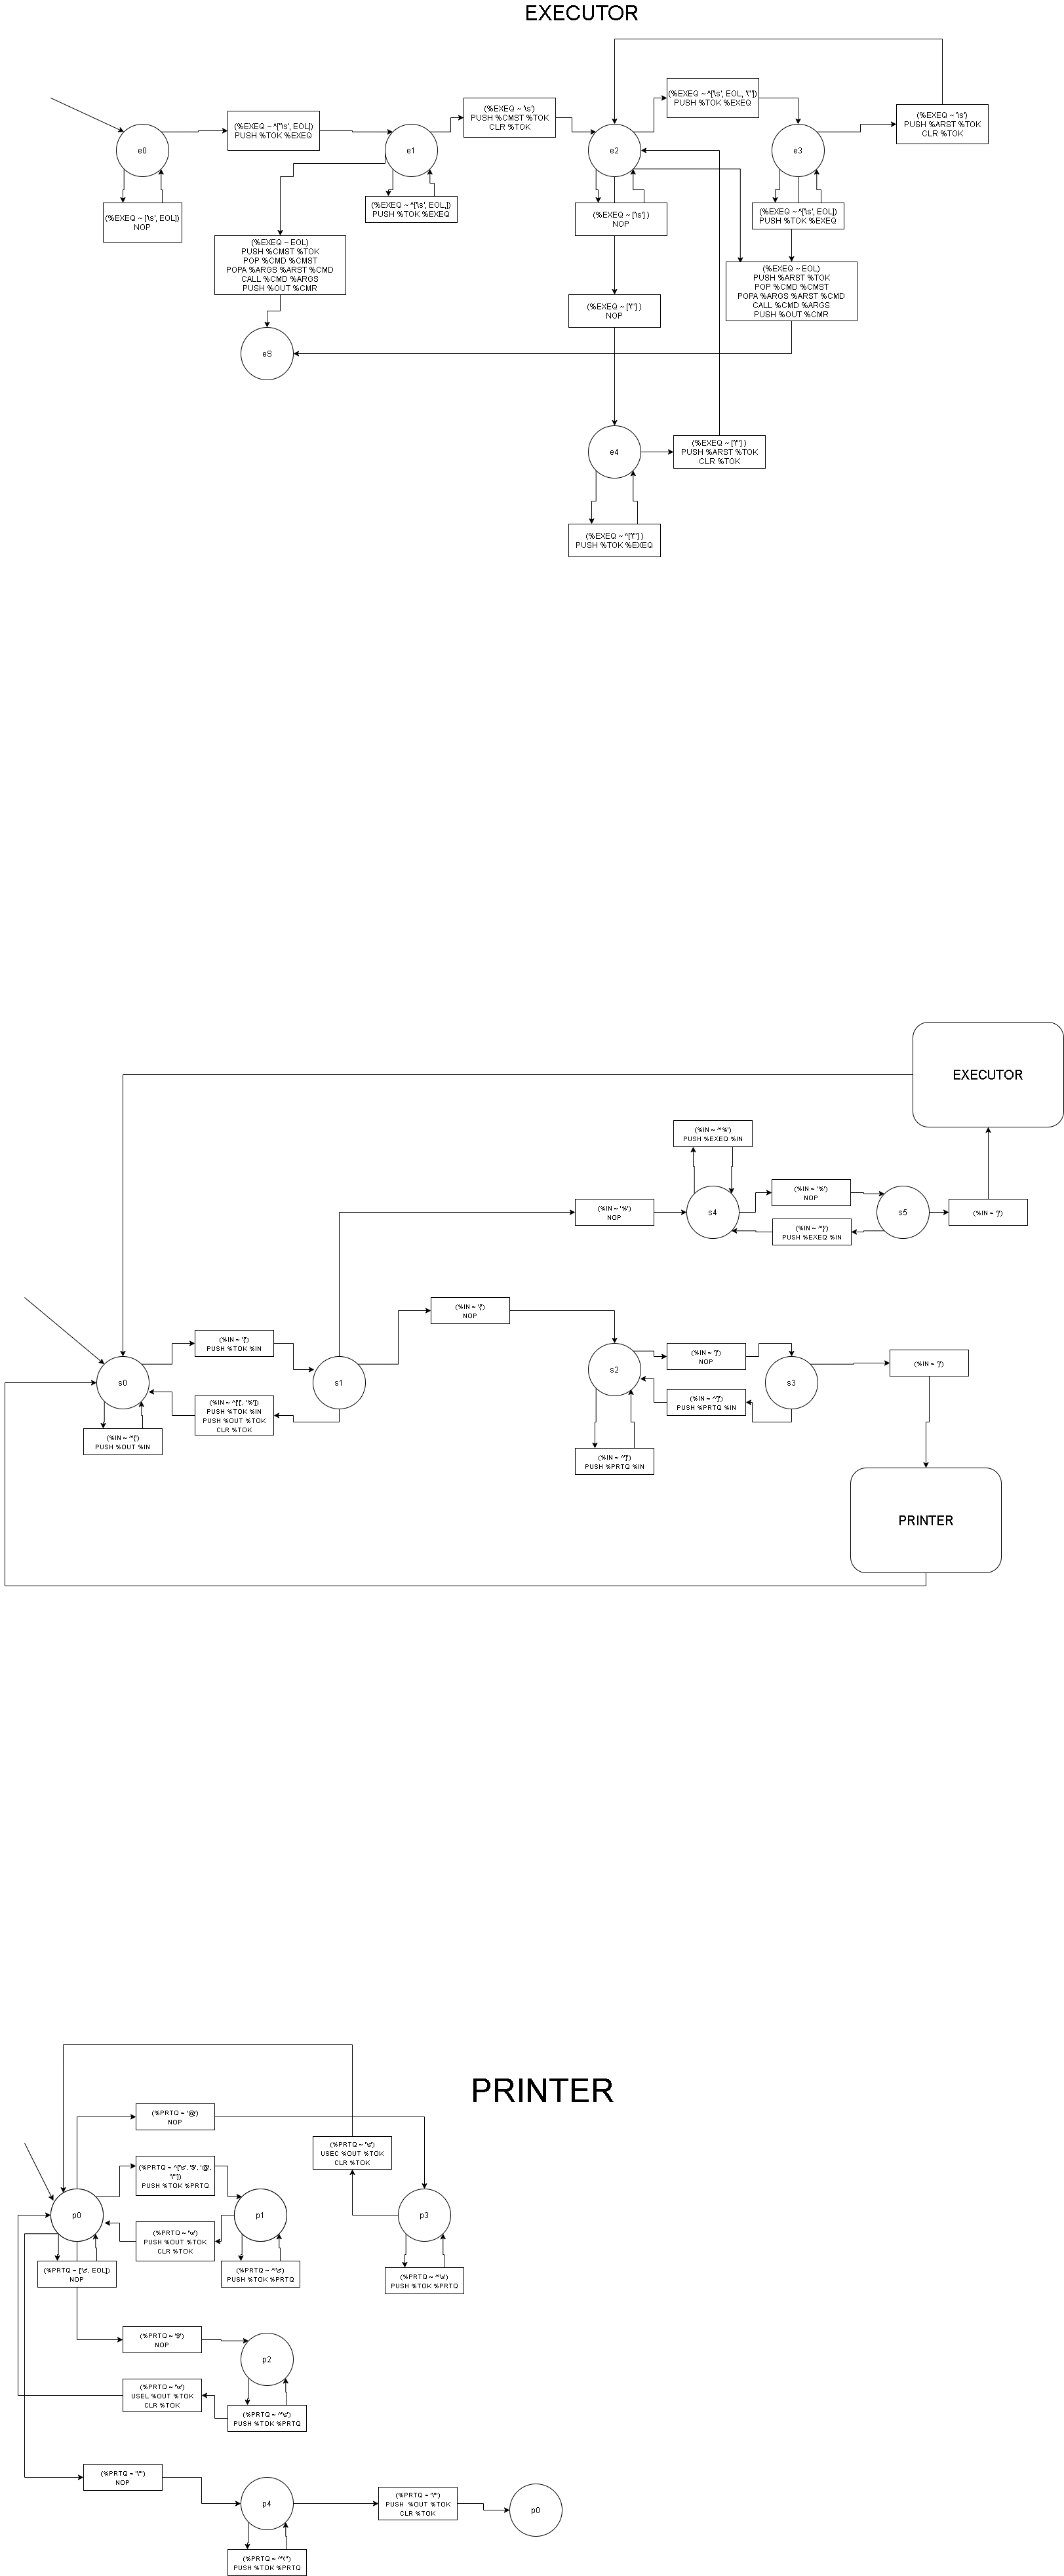 EXECUTOR
(%EXEQ ~ ^['\s', EOL, '\"'])
PUSH %TOK %EXEQ
(%EXEQ ~ '\s')
PUSH %CMST %TOK
CLR %TOK
(%EXEQ ~ '\s')
PUSH %ARST %TOK
CLR %TOK
(%EXEQ ~ ^['\s', EOL])
PUSH %TOK %EXEQ
e0
e1
e2
e3
(%EXEQ ~ ['\s', EOL])
NOP
(%EXEQ ~ ^['\s', EOL,])
PUSH %TOK %EXEQ
(%EXEQ ~ ['\s'] )
NOP
(%EXEQ ~ ^['\s', EOL])
PUSH %TOK %EXEQ
(%EXEQ ~ EOL)
PUSH %CMST %TOK
POP %CMD %CMST
POPA %ARGS %ARST %CMD
CALL %CMD %ARGS
PUSH %OUT %CMR
(%EXEQ ~ EOL)
PUSH %ARST %TOK
POP %CMD %CMST
POPA %ARGS %ARST %CMD
CALL %CMD %ARGS
PUSH %OUT %CMR
(%EXEQ ~ ['\"'] )
NOP
eS
e4
(%EXEQ ~ ['\"'] )
PUSH %ARST %TOK
CLR %TOK
(%EXEQ ~ ^['\"'] )
PUSH %TOK %EXEQ
EXECUTOR
(%IN ~ ^'%')
PUSH %EXEQ %IN
(%IN ~ '%')
NOP
s4
(%IN ~ '%')
NOP
s5
(%IN ~ ']')
(%IN ~ ^']')
PUSH %EXEQ %IN
(%IN ~ '[')
NOP
(%IN ~ '[')
PUSH %TOK %IN
s0
s1
s2
(%IN ~ ']')
NOP
s3
(%IN ~ ']')
(%IN ~ ^['[', '%'])
PUSH %TOK %IN
PUSH %OUT %TOK
CLR %TOK
(%IN ~ ^']')
PUSH %PRTQ %IN
(%IN ~ ^'[')
PUSH %OUT %IN
(%IN ~ ^']')
PUSH %PRTQ %IN
PRINTER
PRINTER
(%PRTQ ~ '@')
NOP
(%PRTQ ~ '\s')
USEC %OUT %TOK
CLR %TOK
(%PRTQ ~ ^['\s', '$', '@',
'\"'])
PUSH %TOK %PRTQ
p0
p1
p3
(%PRTQ ~ '\s')
PUSH %OUT %TOK
CLR %TOK
(%PRTQ ~ ['\s', EOL])
NOP
(%PRTQ ~ ^'\s')
PUSH %TOK %PRTQ
(%PRTQ ~ ^'\s')
PUSH %TOK %PRTQ
(%PRTQ ~ '$')
NOP
p2
(%PRTQ ~ '\s')
USEL %OUT %TOK
CLR %TOK
(%PRTQ ~ ^'\s')
PUSH %TOK %PRTQ
(%PRTQ ~ '\"')
NOP
p4
(%PRTQ ~ '\"')
PUSH %OUT %TOK
CLR %TOK
p0
(%PRTQ ~ ^'\"')
PUSH %TOK %PRTQ